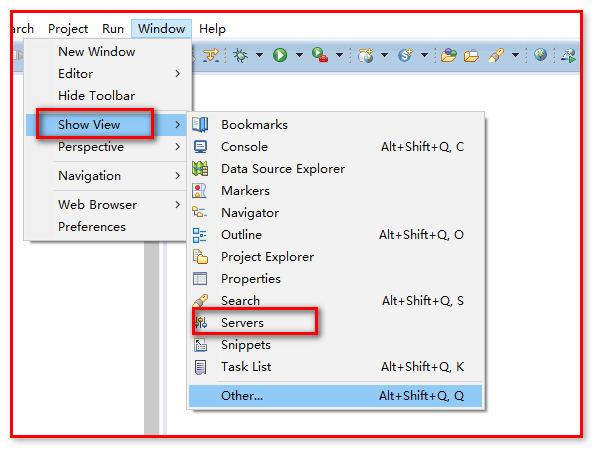 arch Project Run Window Help
New Window
Editor
Hide Toolbar
Show View
Perspective
Navigation
Web Browser
Preferences
Bookmarks
Console Alt+Shift+Q, C
Data Source Explorer
Markers
Navigator
Outline Alt+Shift+Q, O
Project Explorer
Properties
Search Alt+Shift+Q, S
Servers
Snippets
Task List Alt+Shift+Q, K
Other... Alt+Shift+Q, Q